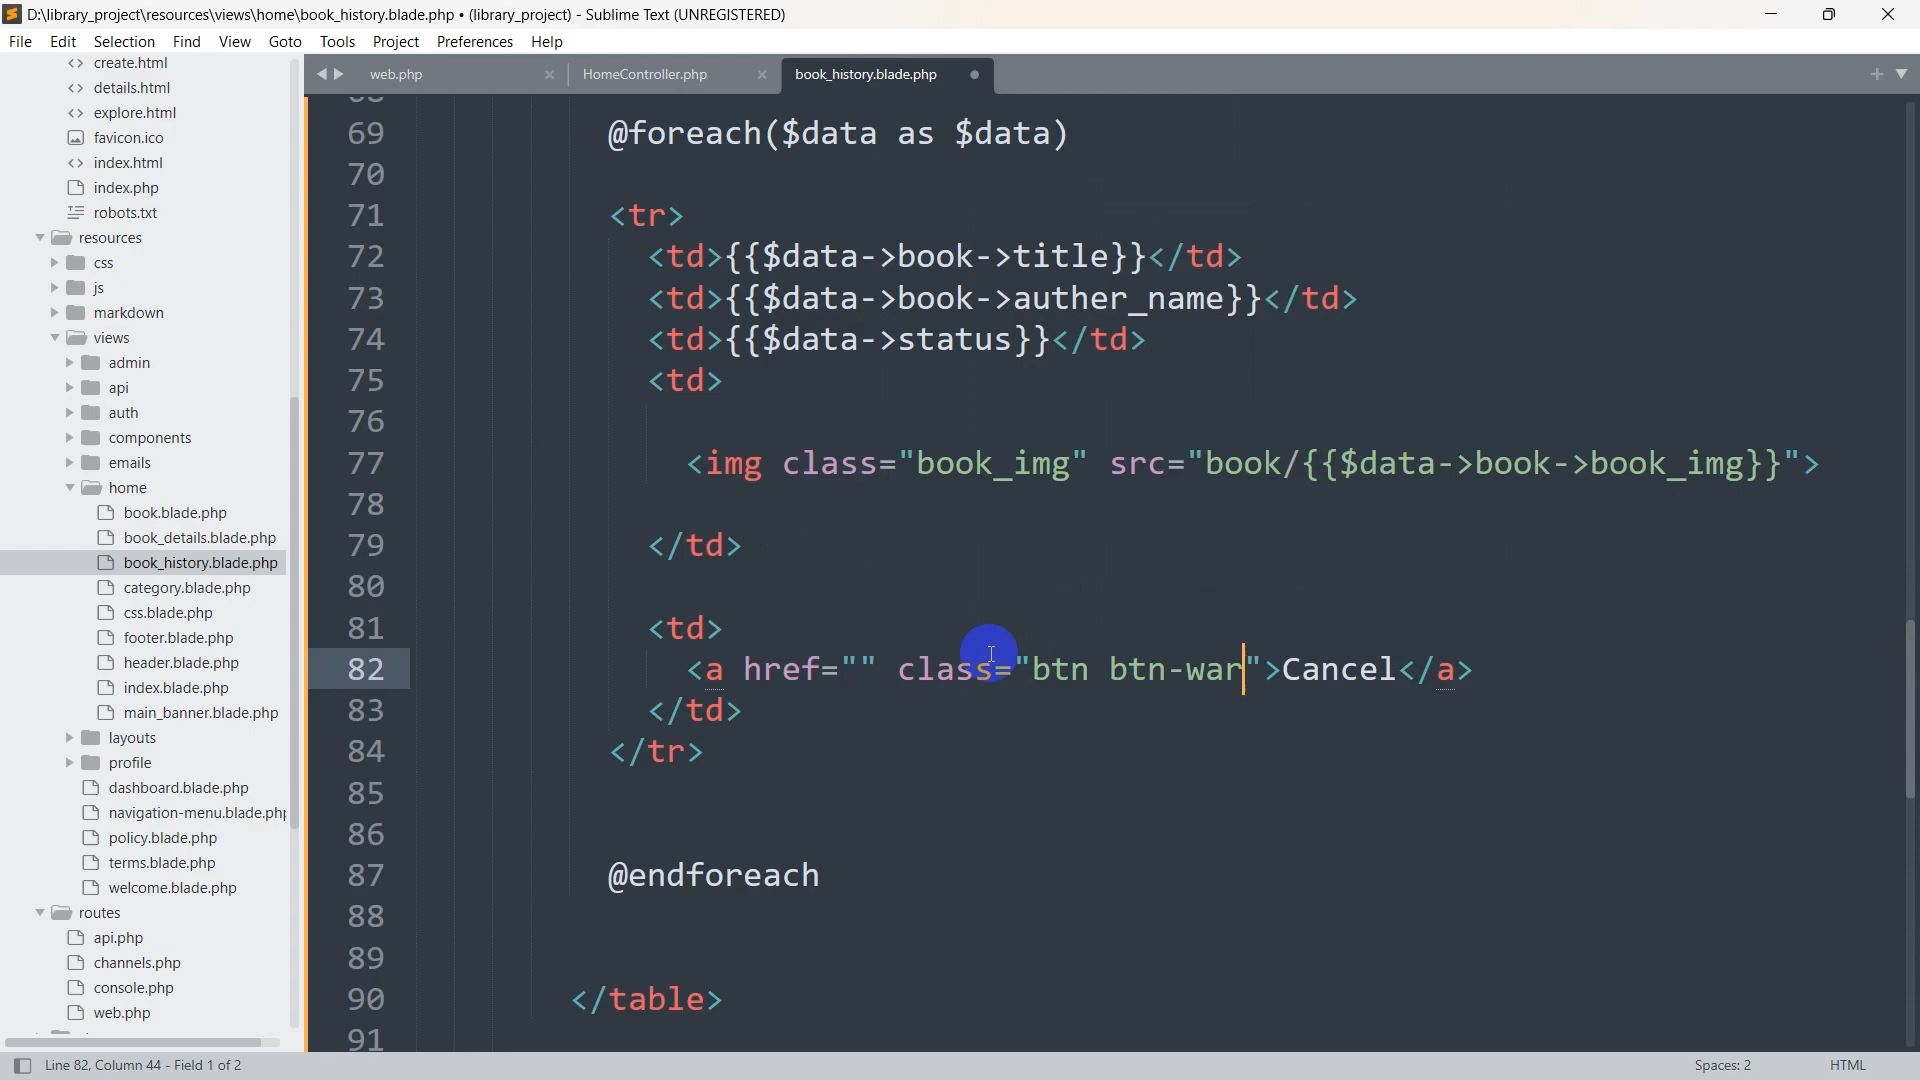 D:\library_project\resources\views\home\book_history.blade.php • (library_project) - Sublime Text (UNREGISTERED)
File Edit Selection Find View Goto Tools Project Preferences Help
create.html
details.html
explore.html
favicon.ico
index.html
index.php
robots.txt
resources
css
js
markdown
views
admin
api
auth
components
emails
home
book.blade.php
book_details.blade.php
book_history.blade.php
category.blade.php
css.blade.php
footer.blade.php
header.blade.php
index.blade.php
main_banner.blade.php
layouts
profile
dashboard.blade.php
navigation-menu.blade.php
policy.blade.php
terms.blade.php
welcome.blade.php
routes
api.php
channels.php
console.php
web.php
web.php HomeController.php book_history.blade.php
68
69 @foreach($data as $data)
70
71 <tr>
72 <td>{{$data->book->title}}</td>
73 <td>{{$data->book->auther_name}}</td>
74 <td>{{$data->status}}</td>
75 <td>
76
77 <img class="book_img" src="book/{{$data->book->book_img}}">
78
79 </td>
80
81 <td>
82 <a href="" class="btn btn-war">Cancel</a>
83 </td>
84 </tr>
85
86
87 @endforeach
88
89
90 </table>
91
Line 82, Column 44 - Field 1 of 2 Spaces: 2 HTML